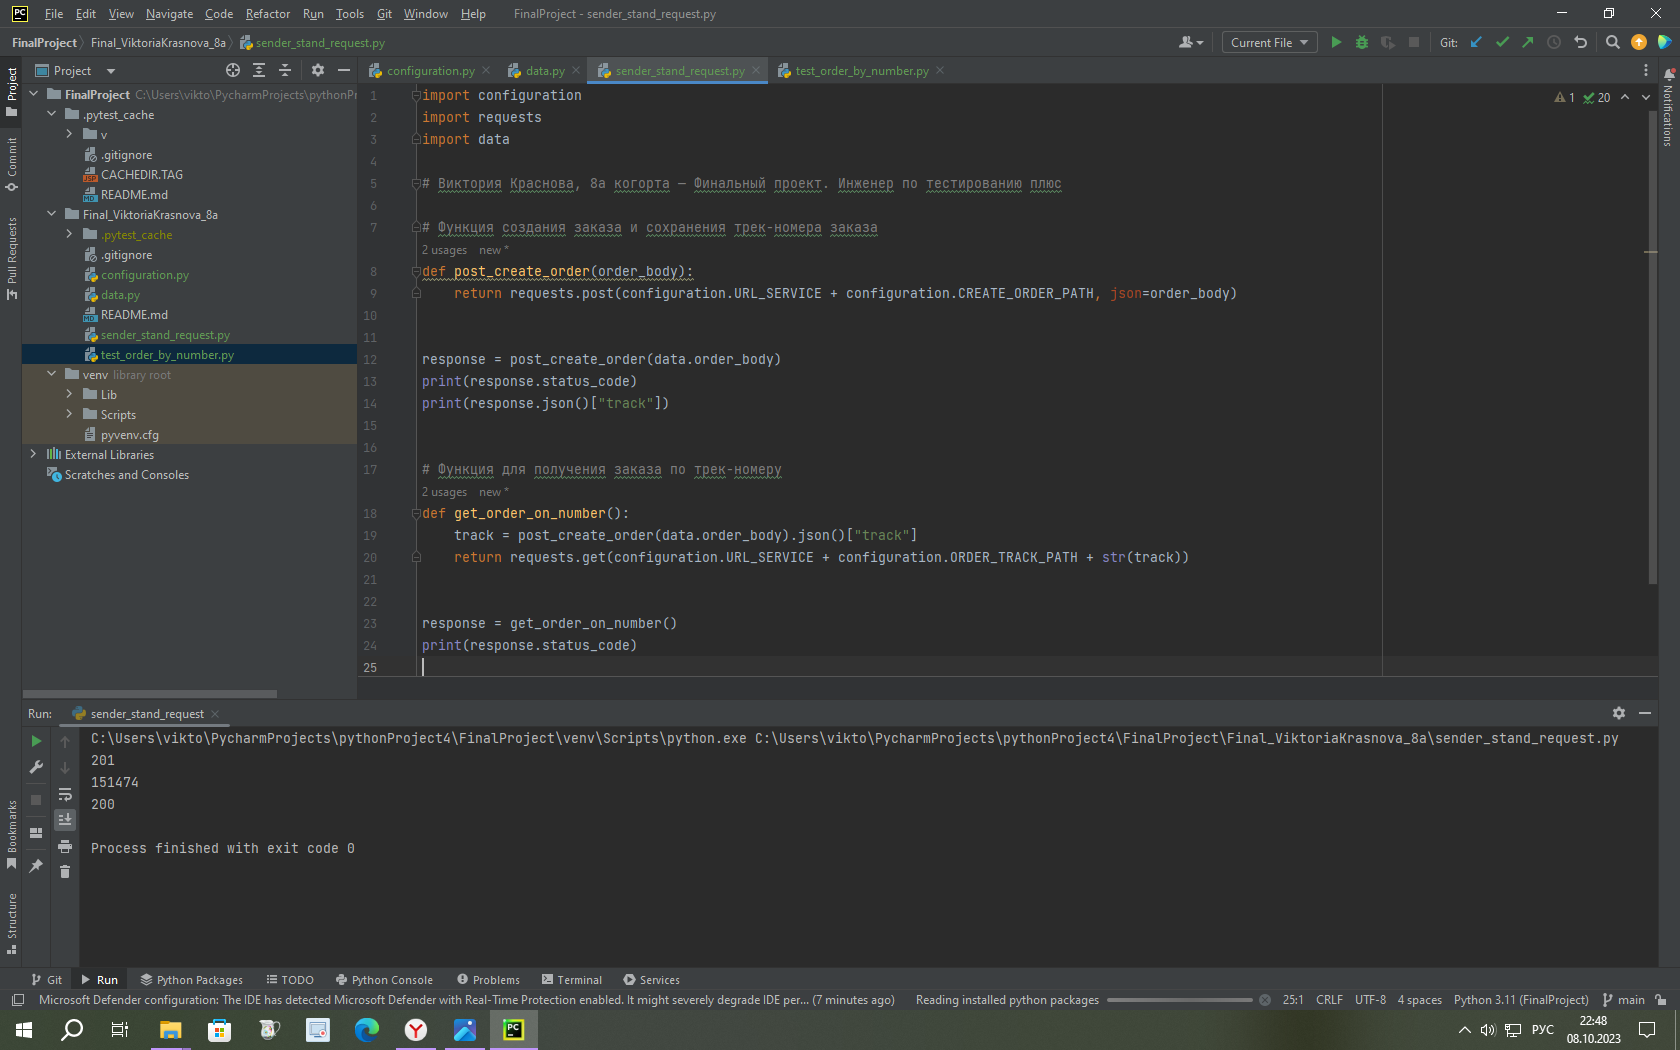 PC File Edit View Navigate Code Refactor Run Tools Git Window Help FinalProject - sender_stand_request.py
FinalProject Final_ViktoriaKrasnova_8a sender_stand_request.py Current File Git:
Project configuration.py data.py sender_stand_request.py test_order_by_number.py
Project
Commit
Pull Requests
Bookmarks
Structure
Notifications
FinalProject C:\Users\vikto\PycharmProjects\pythonPr
.pytest_cache
v
.gitignore
CACHEDIR.TAG
README.md
Final_ViktoriaKrasnova_8a
.pytest_cache
.gitignore
configuration.py
data.py
README.md
sender_stand_request.py
test_order_by_number.py
venv library root
Lib
Scripts
pyvenv.cfg
External Libraries
Scratches and Consoles
1 20
1 import configuration
2 import requests
3 import data
4
5 # Виктория Краснова, 8а когорта — Финальный проект. Инженер по тестированию плюс
6
7 # Функция создания заказа и сохранения трек-номера заказа
2 usages new *
8 def post_create_order(order_body):
9 return requests.post(configuration.URL_SERVICE + configuration.CREATE_ORDER_PATH, json=order_body)
10
11
12 response = post_create_order(data.order_body)
13 print(response.status_code)
14 print(response.json()["track"])
15
16
17 # Функция для получения заказа по трек-номеру
2 usages new *
18 def get_order_on_number():
19 track = post_create_order(data.order_body).json()["track"]
20 return requests.get(configuration.URL_SERVICE + configuration.ORDER_TRACK_PATH + str(track))
21
22
23 response = get_order_on_number()
24 print(response.status_code)
25
Run: sender_stand_request
C:\Users\vikto\PycharmProjects\pythonProject4\FinalProject\venv\Scripts\python.exe C:\Users\vikto\PycharmProjects\pythonProject4\FinalProject\Final_ViktoriaKrasnova_8a\sender_stand_request.py
201
151474
200
Process finished with exit code 0
Git Run Python Packages TODO Python Console Problems Terminal Services
Microsoft Defender configuration: The IDE has detected Microsoft Defender with Real-Time Protection enabled. It might severely degrade IDE per... (7 minutes ago) Reading installed python packages 25:1 CRLF UTF-8 4 spaces Python 3.11 (FinalProject) main
PC РУС 22:48
08.10.2023